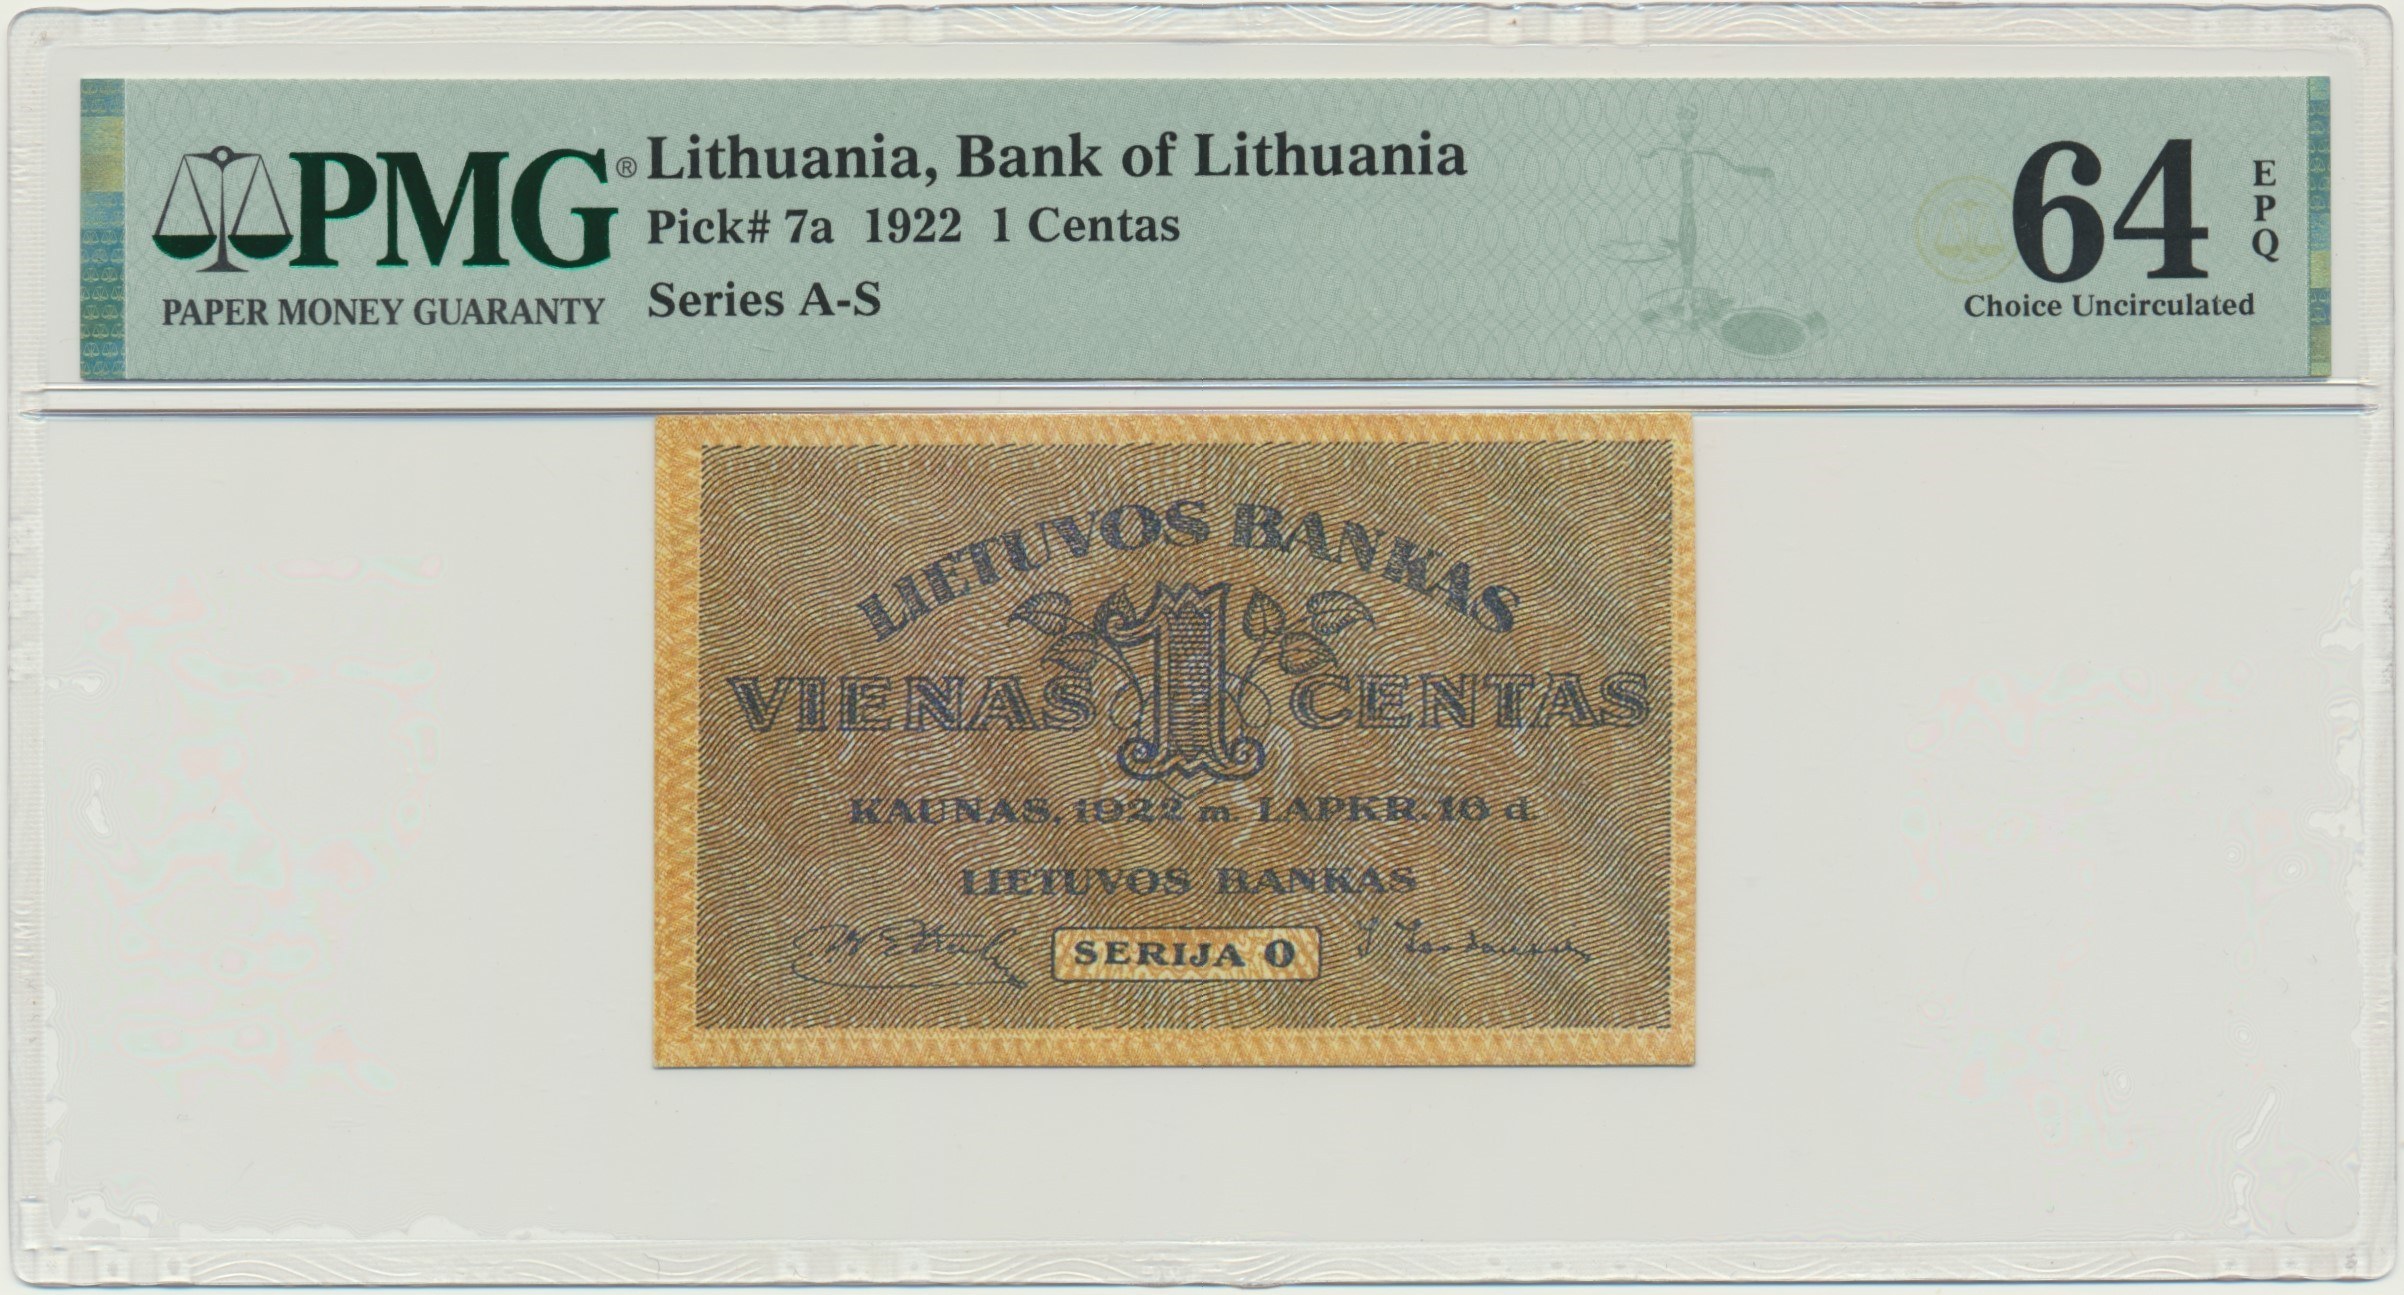 PMG®
PAPER MONEY GUARANTY
Lithuania, Bank of Lithuania
Pick# 7a 1922 1 Centas
Series A-S
64
EPQ
Choice Uncirculated
LIETUVOS BANKAS
VIENAS 1 CENTAS
KAUNAS, 1922 m. LAPKR. 16 d.
LIETUVOS BANKAS
SERIJA O